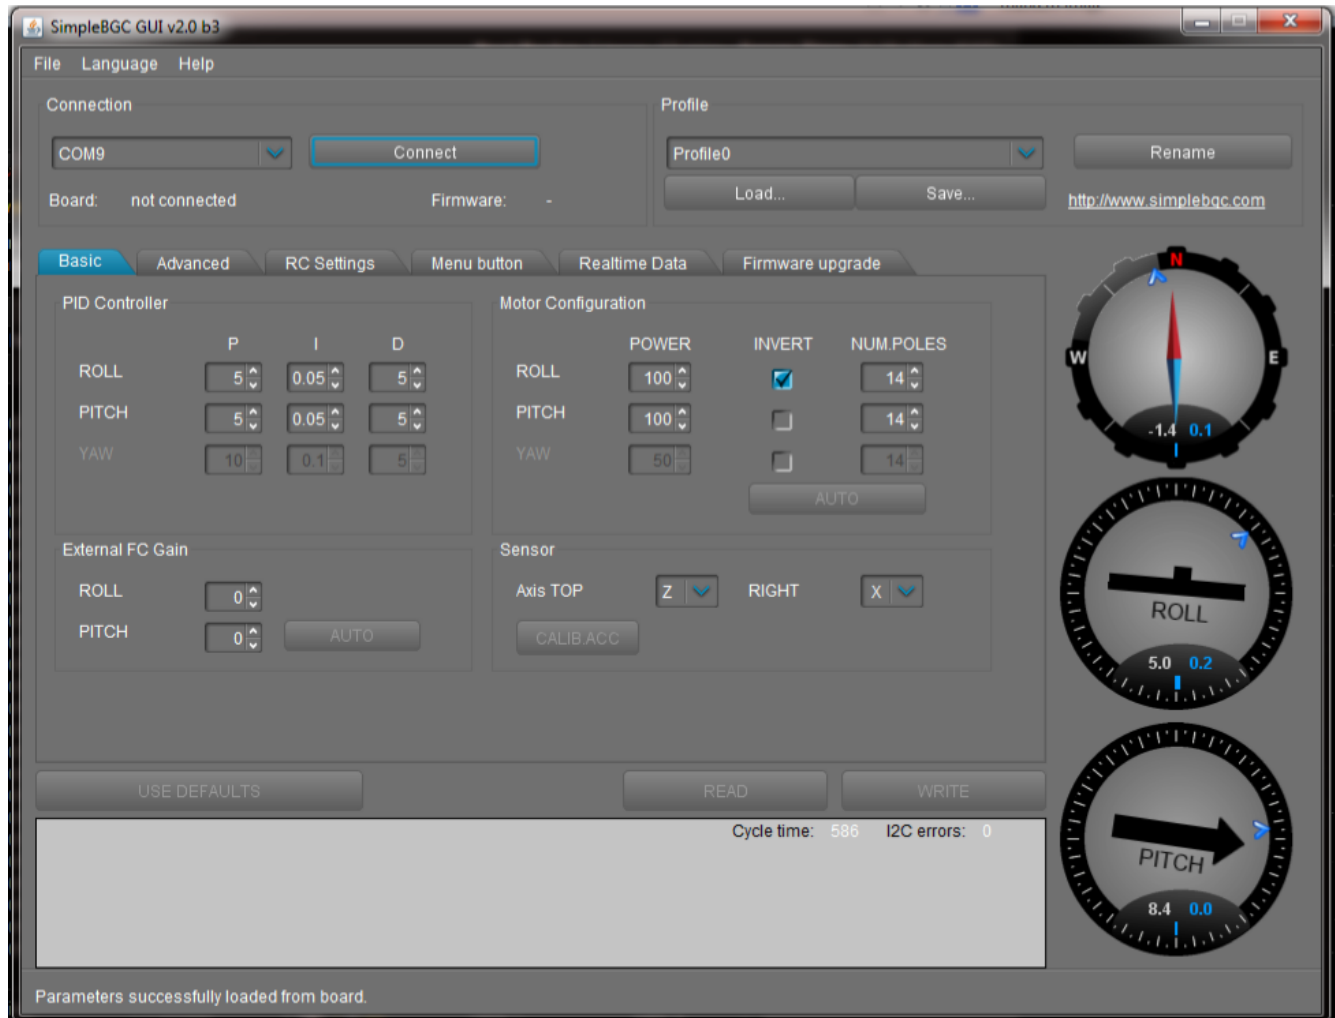 SimpleBGC GUI v2.0 b3
File Language Help
Connection
Profile
COM9 Connect
Profile0 Rename
Load... Save...
Board: not connected Firmware: -
http://www.simplebgc.com
Basic Advanced RC Settings Menu button Realtime Data Firmware upgrade
PID Controller
P I D
ROLL 5 0.05 5
PITCH 5 0.05 5
YAW 10 0.1 5
Motor Configuration
POWER INVERT NUM.POLES
ROLL 100 14
PITCH 100 14
YAW 50 14
AUTO
External FC Gain
ROLL 0
PITCH 0 AUTO
Sensor
Axis TOP Z RIGHT X
CALIB.ACC
N
W E
-1.4 0.1
ROLL
5.0 0.2
PITCH
8.4 0.0
USE DEFAULTS READ WRITE
Cycle time: 586 I2C errors: 0
Parameters successfully loaded from board.